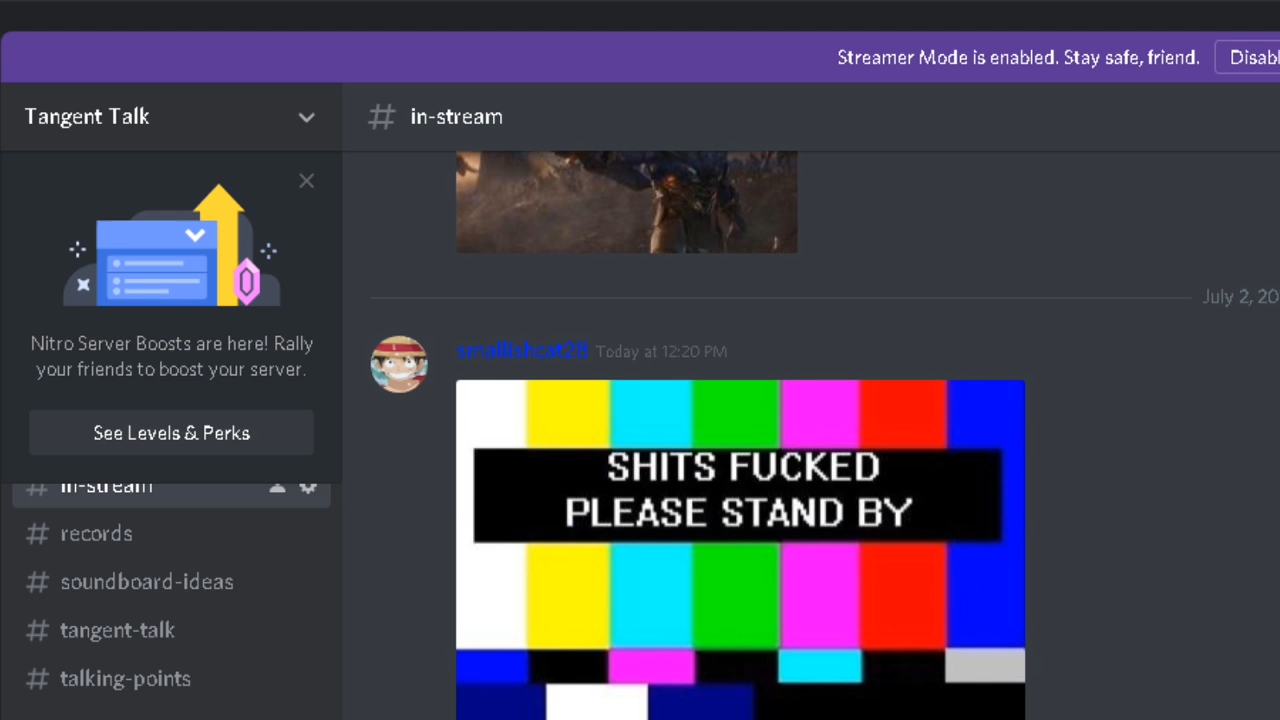 Streamer Mode is enabled. Stay safe, friend.
Disabl
Tangent Talk
# in-stream
Nitro Server Boosts are here! Rally
your friends to boost your server.
See Levels & Perks
# in-stream
# records
# soundboard-ideas
# tangent-talk
# talking-points
July 2, 20
smallishcat28 Today at 12:20 PM
SHITS FUCKED
PLEASE STAND BY